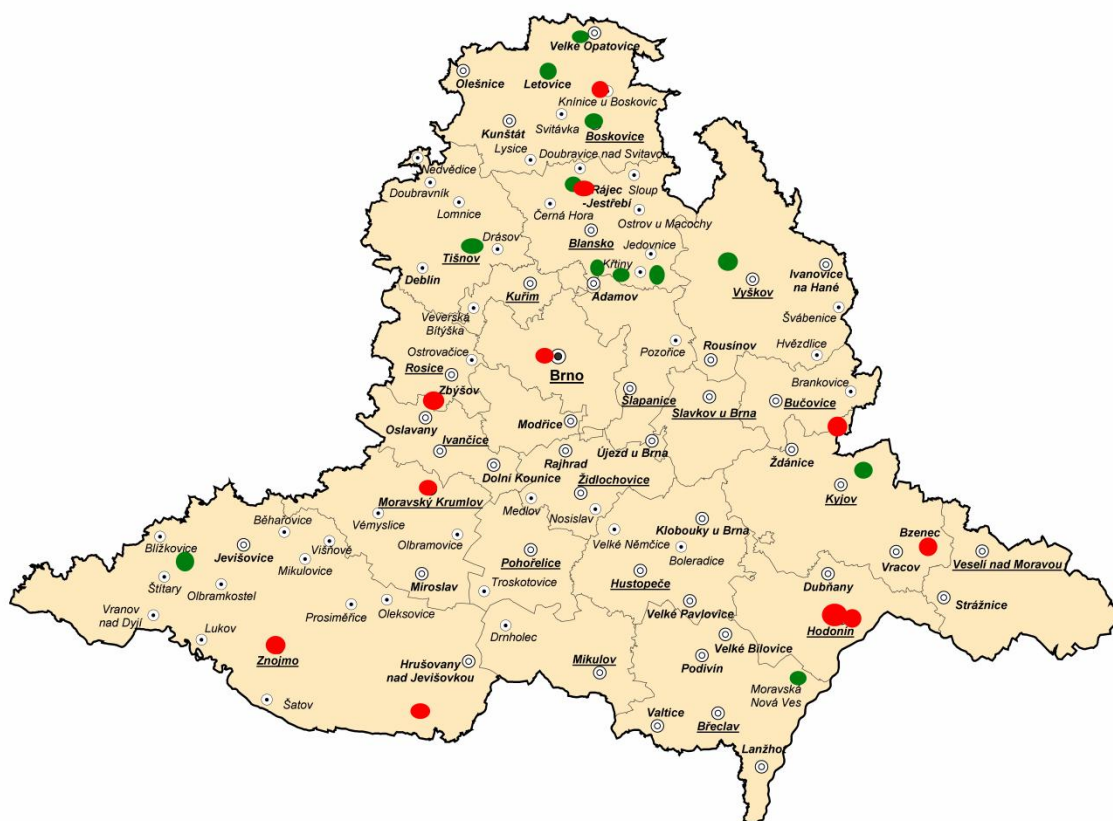 Velké Opatovice
Olešnice
Letovice
Knínice u Boskovic
Svitávka
Kunštát
Boskovice
Lysice
Doubravice nad Svitavou
Nedvědice
Doubravník
Rájec
-Jestřebí
Sloup
Lomnice
Černá Hora
Ostrov u Macochy
Drásov
Blansko
Jedovnice
Tišnov
Křtiny
Deblín
Kuřim
Adamov
Vyškov
Ivanovice
na Hané
Švábenice
Veverská
Bítýška
Ostrovačice
Pozořice
Rousínov
Hvězdlice
Rosice
Brno
Zbýšov
Šlapanice
Slavkov u Brna
Brankovice
Bučovice
Oslavany
Modřice
Ivančice
Rajhrad
Újezd u Brna
Ždánice
Dolní Kounice
Židlochovice
Kyjov
Moravský Krumlov
Medlov
Nosislav
Vémyslice
Běhařovice
Klobouky u Brna
Bzenec
Blížkovice
Jevišovice
Višňové
Olbramovice
Velké Němčice
Boleradice
Mikulovice
Pohořelice
Vracov
Veselí nad Moravou
Štítary
Olbramkostel
Miroslav
Troskotovice
Hustopeče
Dubňany
Strážnice
Vranov
nad Dyjí
Prosiměřice
Oleksovice
Velké Pavlovice
Lukov
Drnholec
Hodonín
Znojmo
Velké Bílovice
Hrušovany
nad Jevišovkou
Mikulov
Podivín
Moravská
Nová Ves
Šatov
Valtice
Břeclav
Lanžhot